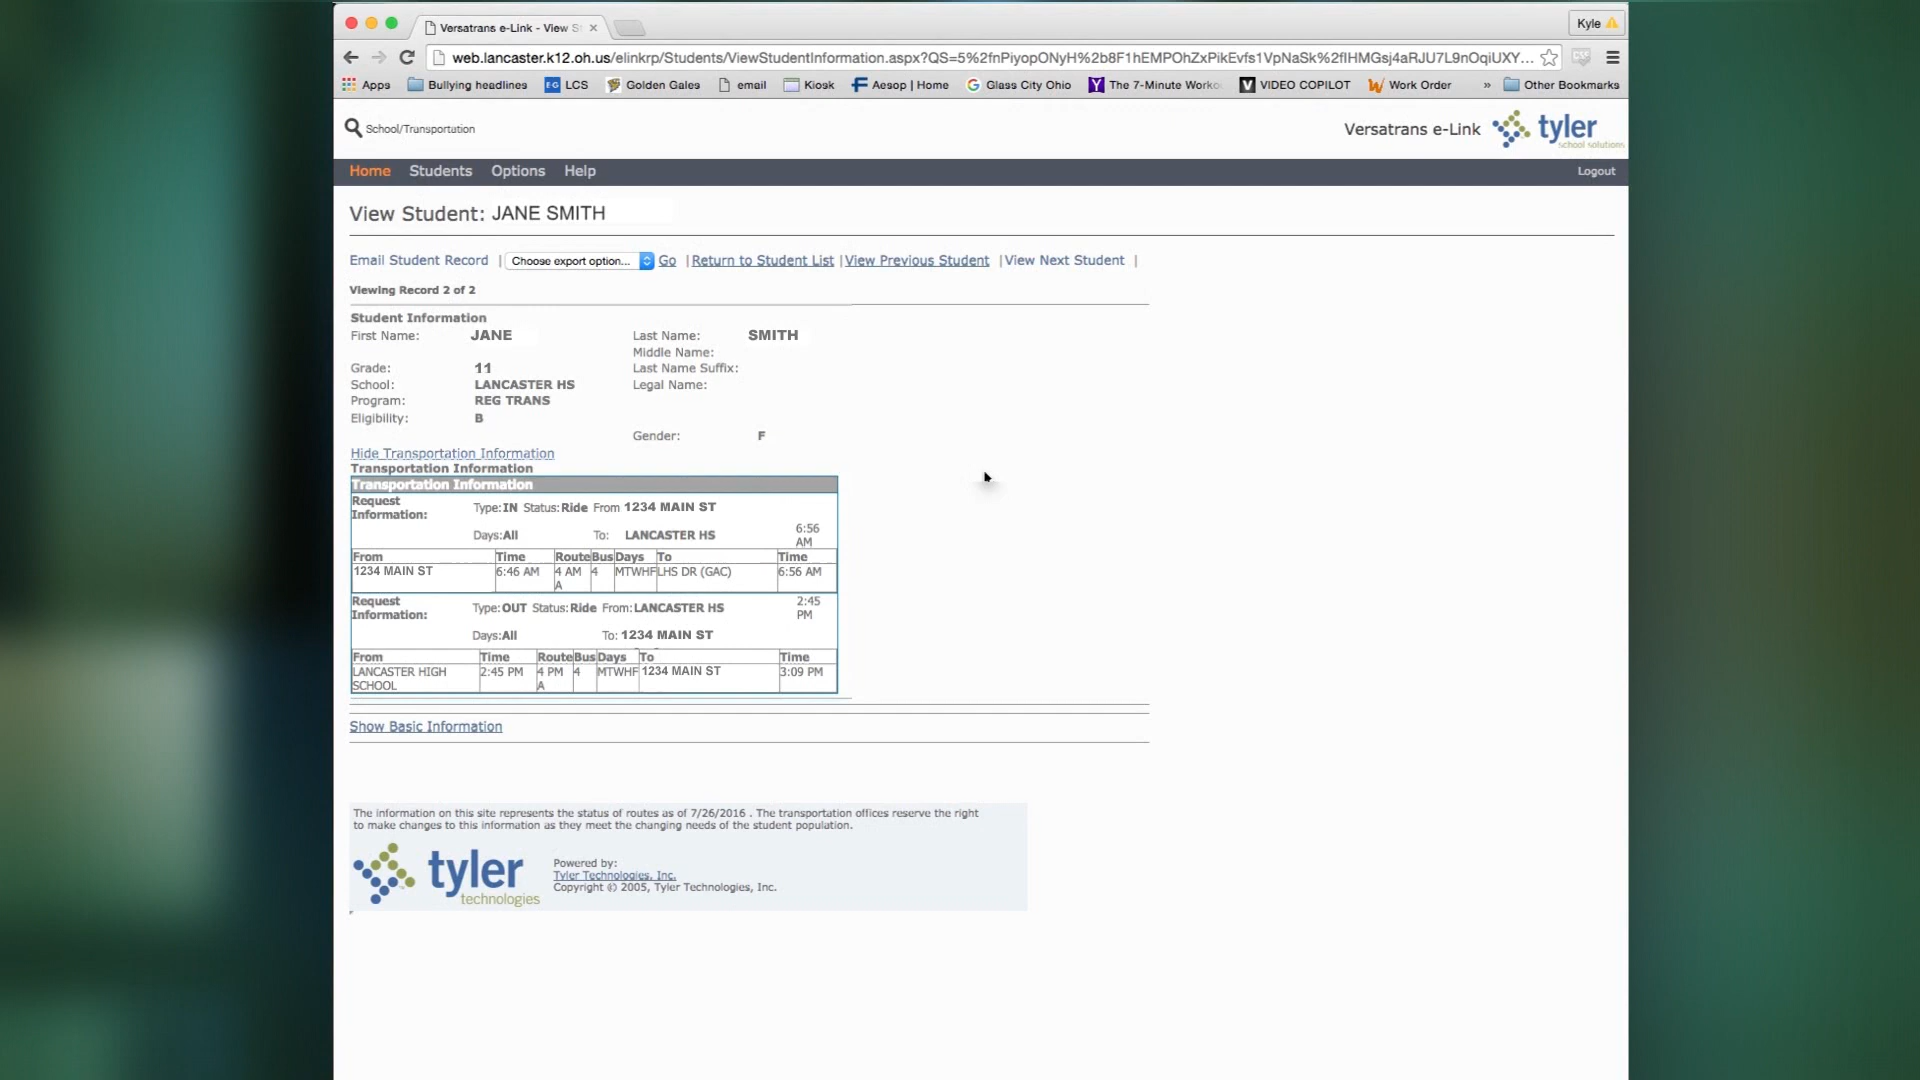 Versatrans e-Link - View S
Kyle
web.lancaster.k12.oh.us/elinkrp/Students/ViewStudentInformation.aspx?QS=5%2fnPiyopONyH%2b8F1hEMPOhZxPikEvfs1VpNaSk%2flHMGsj4aRJU7L9nOqiUXY...
Apps Bullying headlines LCS Golden Gales email Kiosk Aesop | Home Glass City Ohio The 7-Minute Worko VIDEO COPILOT Work Order » Other Bookmarks
School/Transportation
Versatrans e-Link tyler
school solutions
Home Students Options Help Logout
View Student: JANE SMITH
Email Student Record | Choose export option... Go | Return to Student List | View Previous Student | View Next Student |
Viewing Record 2 of 2
Student Information
First Name: JANE Last Name: SMITH
Middle Name:
Grade: 11 Last Name Suffix:
School: LANCASTER HS Legal Name:
Program: REG TRANS
Eligibility: B
Gender: F
Hide Transportation Information
Transportation Information
Transportation Information
Request Information: Type:IN Status:Ride From 1234 MAIN ST
Days:All To: LANCASTER HS 6:56 AM
From Time Route Bus Days To Time
1234 MAIN ST 6:46 AM 4 AM A 4 MTWHF LHS DR (GAC) 6:56 AM
Request Information: Type:OUT Status:Ride From:LANCASTER HS 2:45 PM
Days:All To: 1234 MAIN ST
From Time Route Bus Days To Time
LANCASTER HIGH SCHOOL 2:45 PM 4 PM A 4 MTWHF 1234 MAIN ST 3:09 PM
Show Basic Information
The information on this site represents the status of routes as of 7/26/2016 . The transportation offices reserve the right
to make changes to this information as they meet the changing needs of the student population.
tyler
technologies
Powered by:
Tyler Technologies, Inc.
Copyright © 2005, Tyler Technologies, Inc.